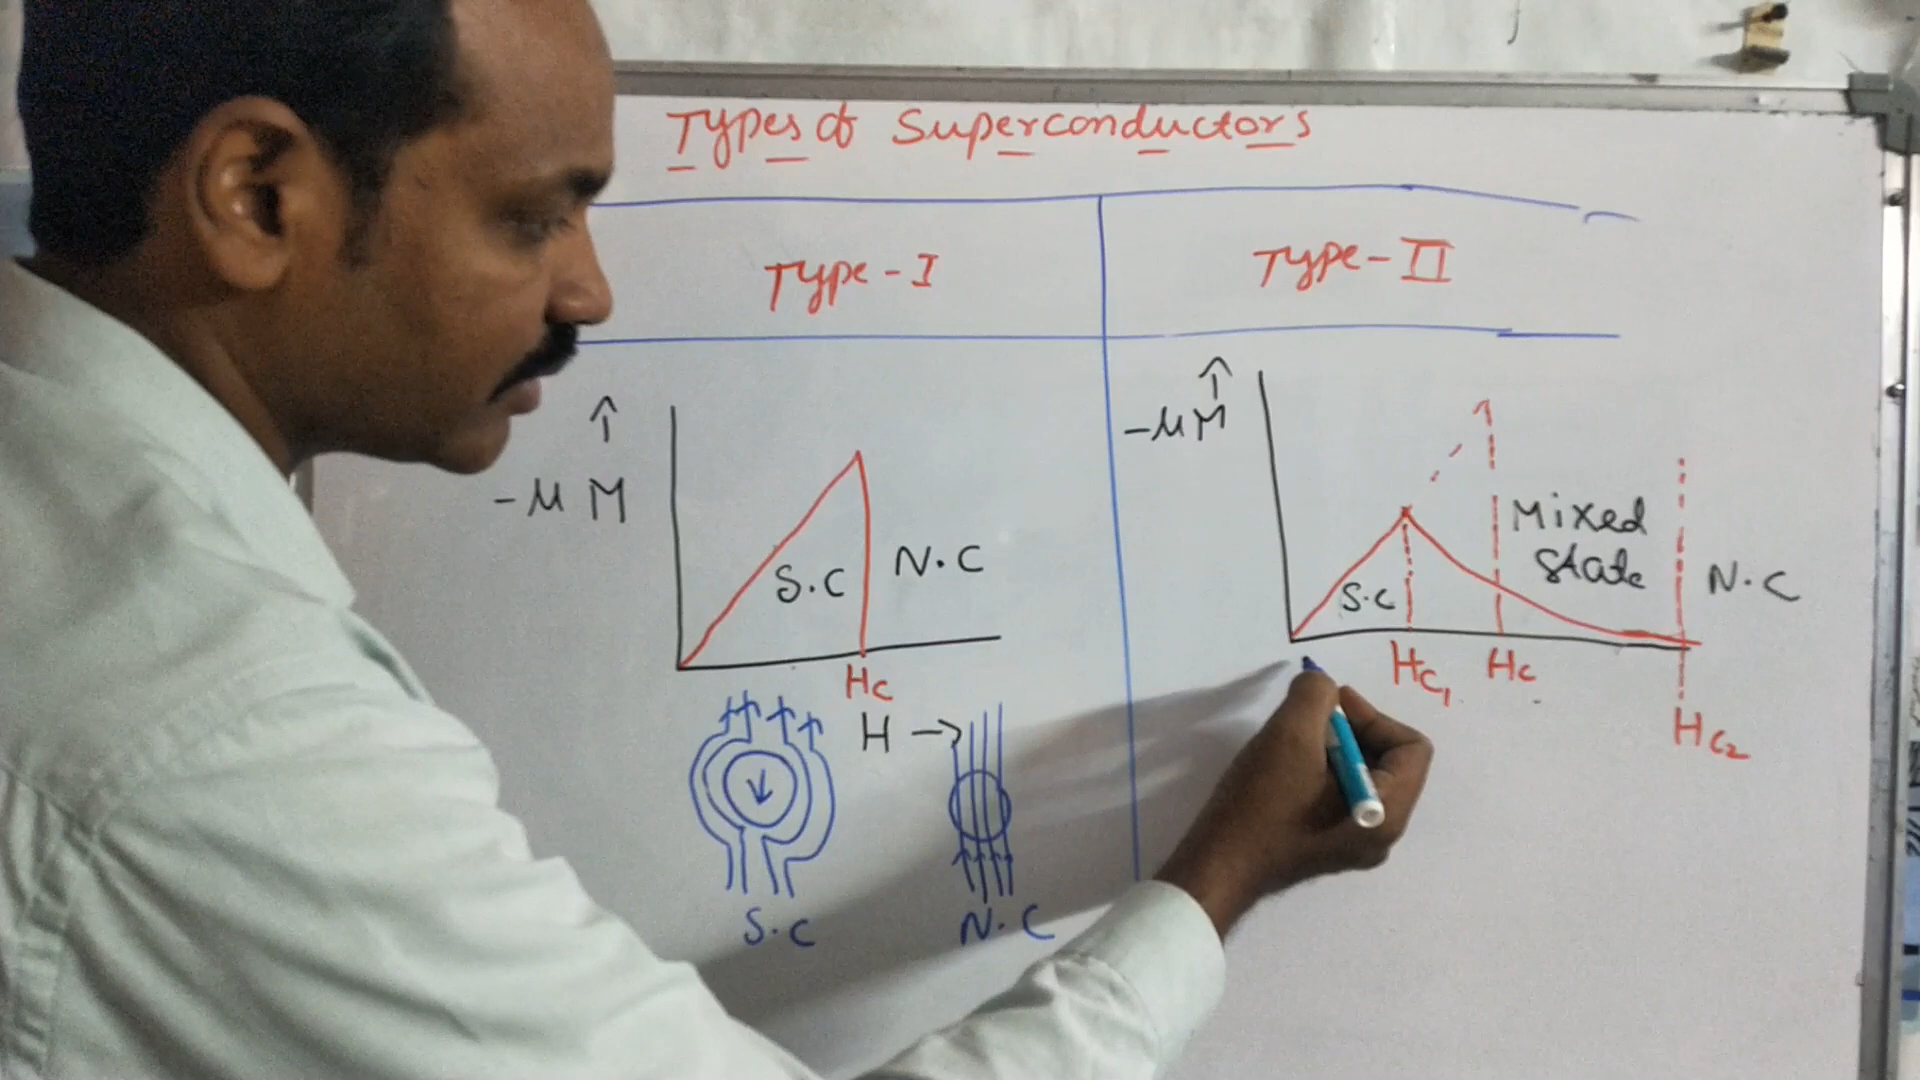 Types of Superconductors
Type-I
Type-II
-μM
S.C
N.C
Hc
H →
S.C
N.C
-μM
S.C
Mixed
State
N.C
Hc1
Hc
Hc2